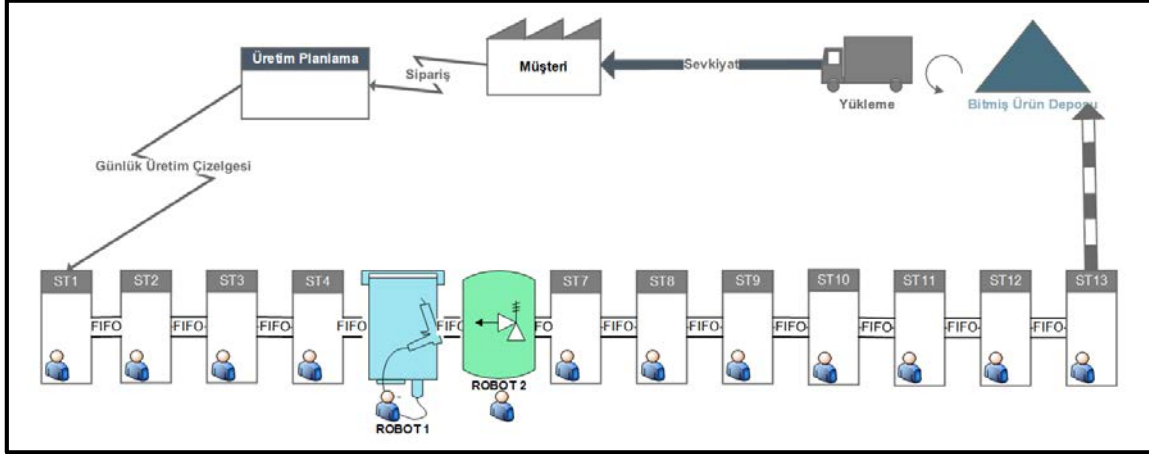 Üretim Planlama
Sipariş
Müşteri
Sevkiyat
Yükleme
Bitmiş Ürün Deposu
Günlük Üretim Çizelgesi
ST1
ST2
ST3
ST4
ST7
ST8
ST9
ST10
ST11
ST12
ST13
FIFO
FIFO
FIFO
FIFO
FIFO
FIFO
FIFO
FIFO
FIFO
FIFO
FIFO
FIFO
ROBOT 1
ROBOT 2